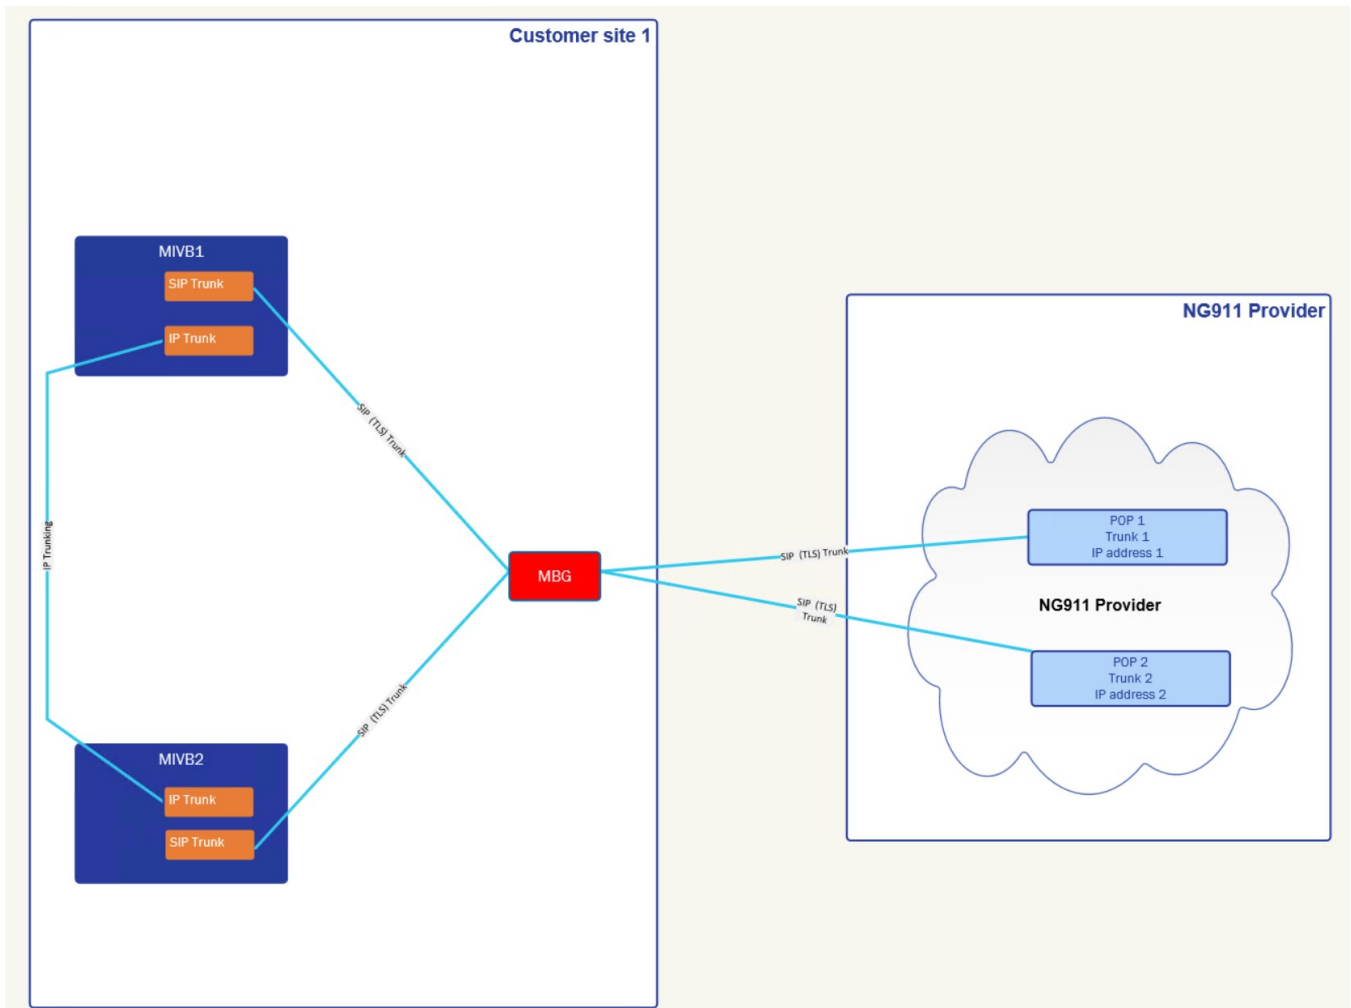 Customer site 1
MIVB1
SIP Trunk
IP Trunk
SIP (TLS) Trunk
IP Trunking
MBG
SIP (TLS) Trunk
MIVB2
IP Trunk
SIP Trunk
SIP (TLS) Trunk
SIP (TLS)
Trunk
NG911 Provider
POP 1
Trunk 1
IP address 1
NG911 Provider
POP 2
Trunk 2
IP address 2